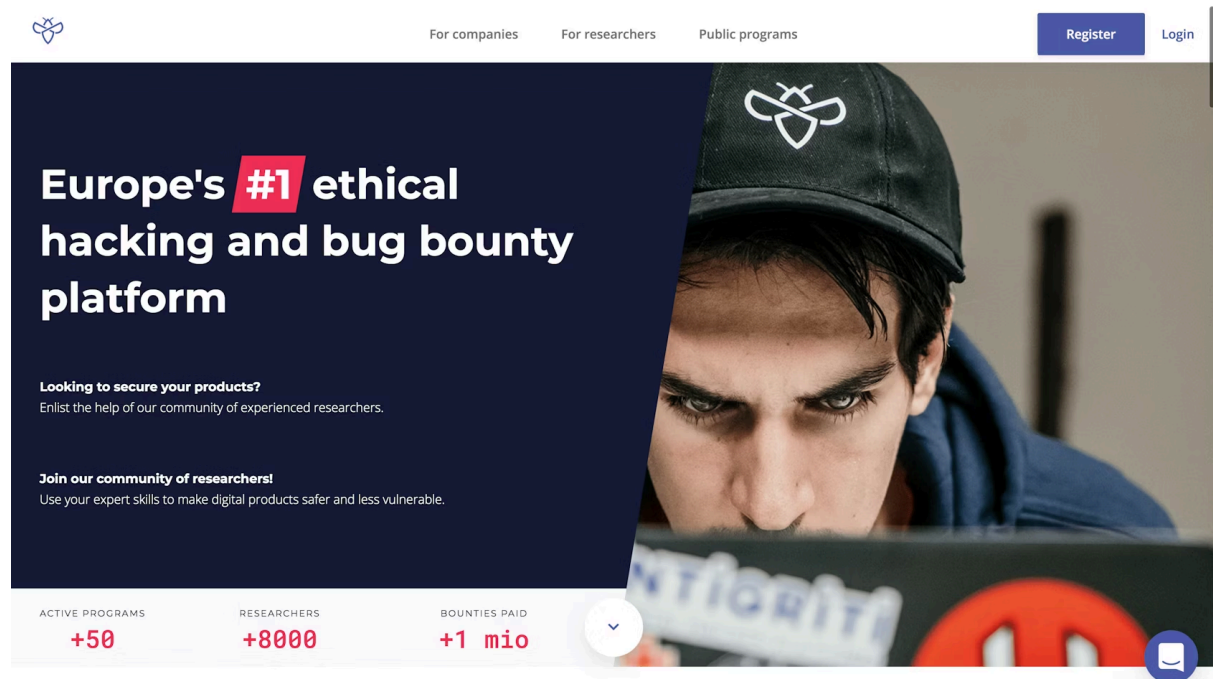 For companies
For researchers
Public programs
Register
Login
Europe's #1 ethical
hacking and bug bounty
platform
Looking to secure your products?
Enlist the help of our community of experienced researchers.
Join our community of researchers!
Use your expert skills to make digital products safer and less vulnerable.
ACTIVE PROGRAMS
RESEARCHERS
BOUNTIES PAID
+50
+8000
+1 mio
NTIGRITI